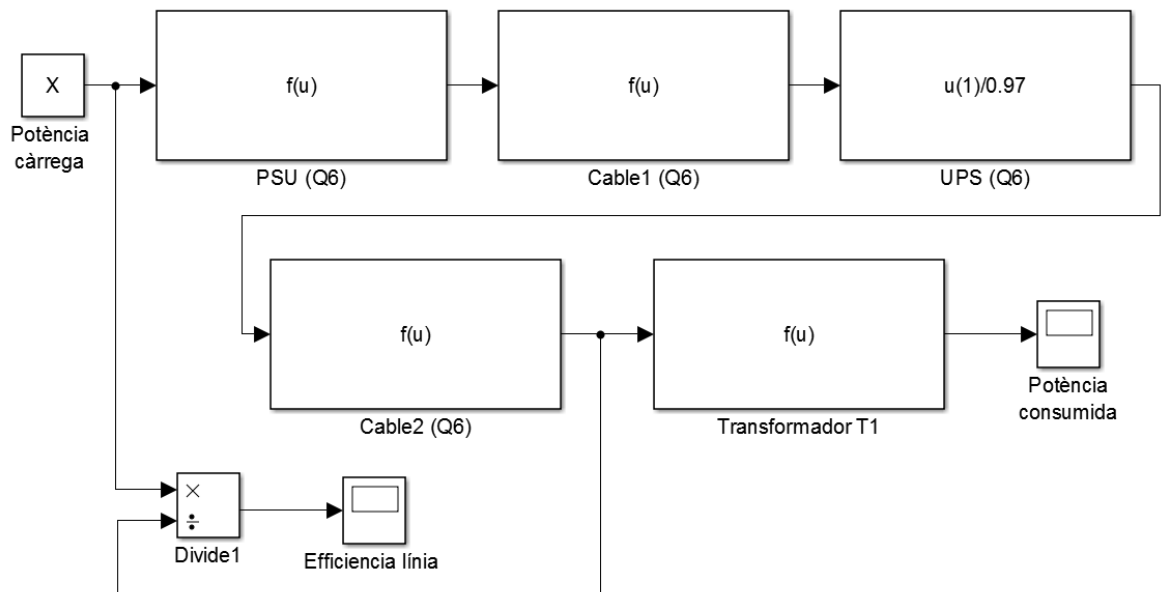 X
Potència
càrrega
f(u)
PSU (Q6)
f(u)
Cable1 (Q6)
u(1)/0.97
UPS (Q6)
f(u)
Cable2 (Q6)
f(u)
Transformador T1
Potència
consumida
×
÷
Divide1
Efficiencia línia